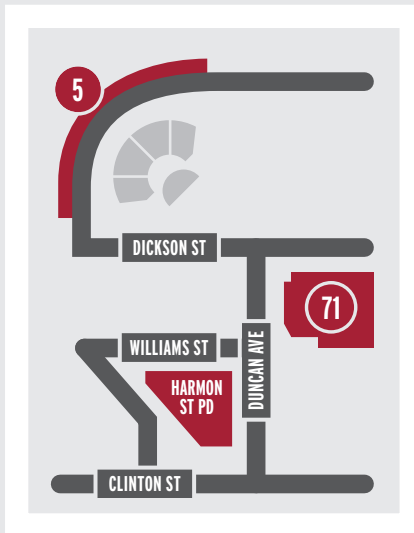 5
DICKSON ST
71
WILLIAMS ST
DUNCAN AVE
HARMON
ST PD
CLINTON ST